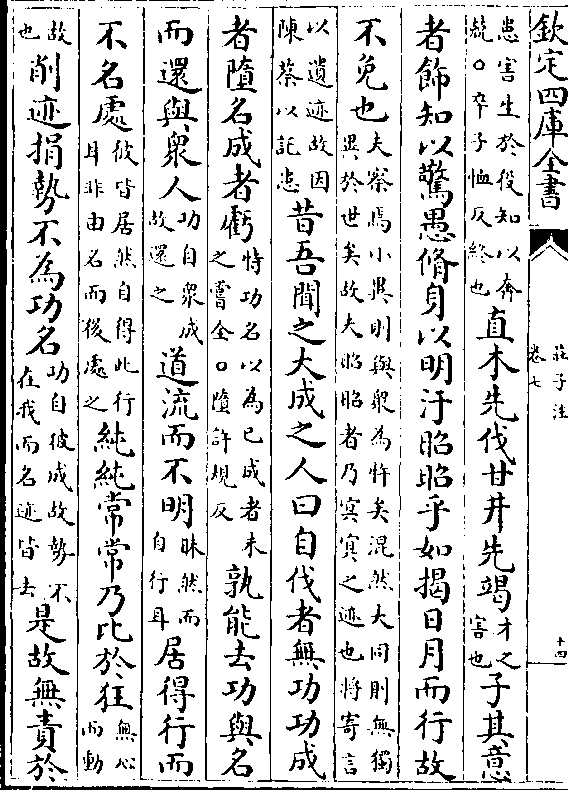 欽定四庫全書
莊子注
卷七
十四
患害生於役知以奔
競○卒子恤反終也
直木先伐甘井先竭
才之
害也
子其意
者飾知以驚愚脩身以明汙昭昭乎如揭日月而行故
不免也
夫察焉小異則與衆為忤矣混然大同則無獨
異於世矣故夫昭昭者乃冥冥之迹也將寄言
以遺迹故因
陳蔡以託患
昔吾聞之大成之人曰自伐者無功功成
者墮名成者虧
恃功名以為已成者未
之嘗全○墮許規反
孰能去功與名
而還與衆人
功自衆成
故還之
道流而不明
昧然而
自行耳
居得行而
不名處
彼皆居然自得此行
耳非由名而後處之
純純常常乃比於狂
無心
而動
故
也
削迹捐勢不為功名
功自彼成故勢不
在我而名迹皆去
是故無責於